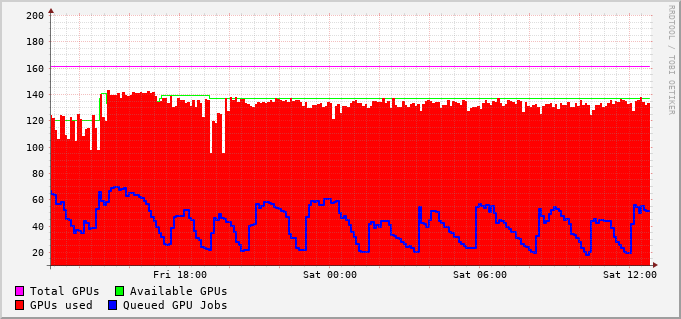 200
180
160
140
120
100
80
60
40
20
Fri 18:00 Sat 00:00 Sat 06:00 Sat 12:00
Total GPUs Available GPUs
GPUs used Queued GPU Jobs
RRDTOOL / TOBI OETIKER